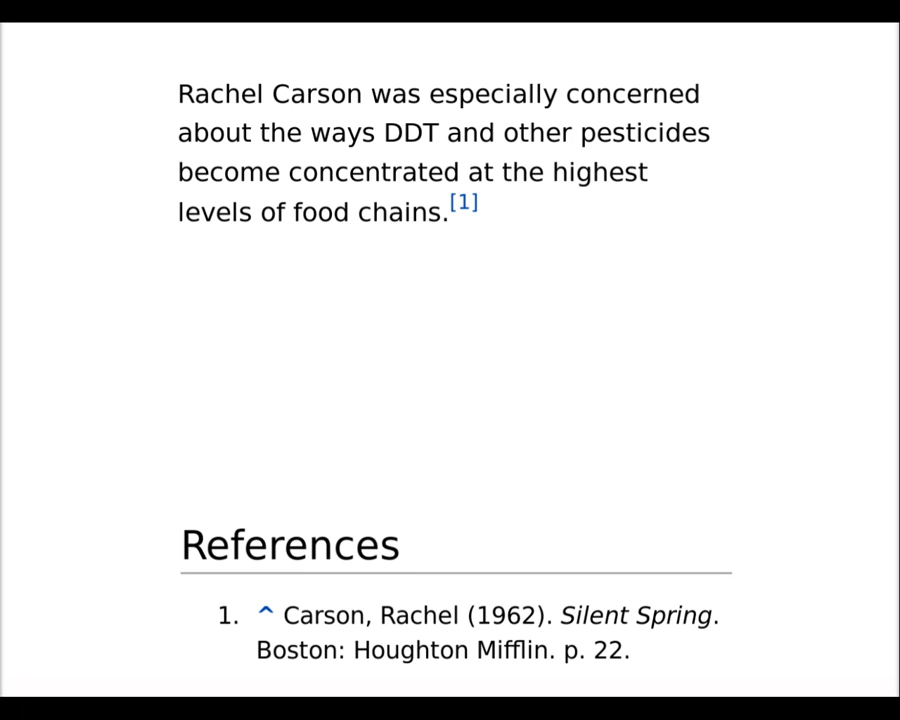 Rachel Carson was especially concerned
about the ways DDT and other pesticides
become concentrated at the highest
levels of food chains.[1]
References
1. ^ Carson, Rachel (1962). Silent Spring.
Boston: Houghton Mifflin. p. 22.